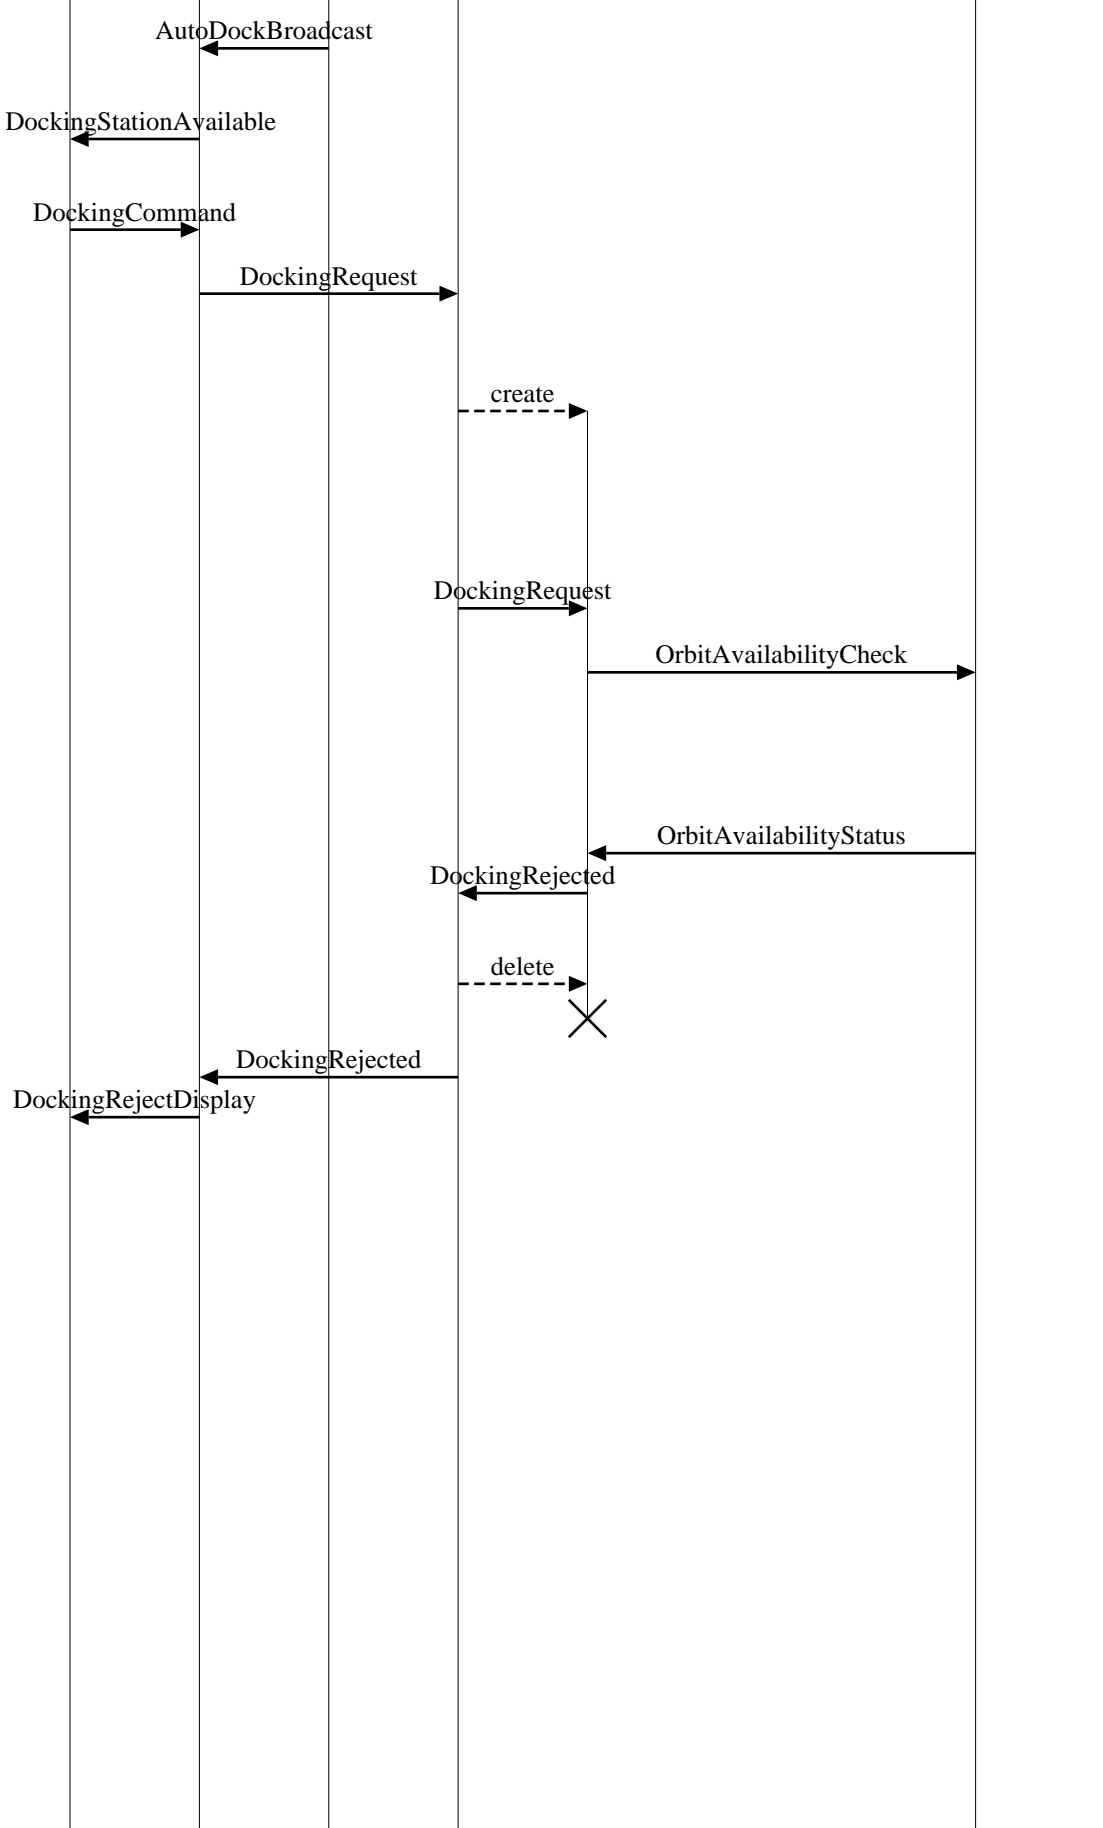 AutoDockBroadcast
DockingStationAvailable
DockingCommand
DockingRequest
create
DockingRequest
OrbitAvailabilityCheck
OrbitAvailabilityStatus
DockingRejected
delete
DockingRejected
DockingRejectDisplay